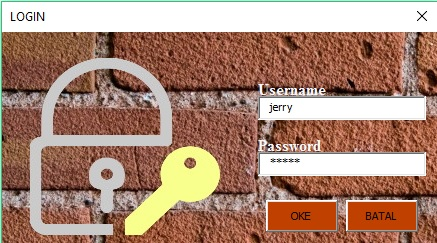 LOGIN
Username
jerry
Password
*****
OKE
BATAL